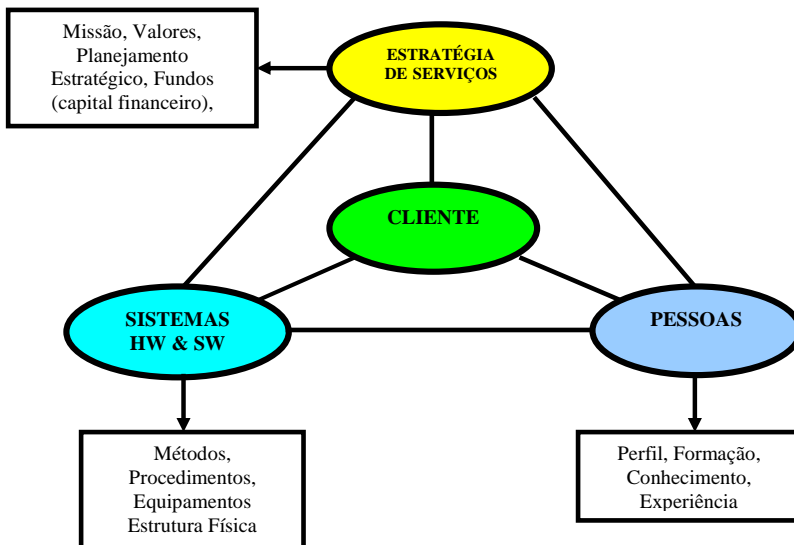 Missão, Valores,
Planejamento
Estratégico, Fundos
(capital financeiro),
ESTRATÉGIA
DE SERVIÇOS
CLIENTE
SISTEMAS
HW & SW
PESSOAS
Métodos,
Procedimentos,
Equipamentos
Estrutura Física
Perfil, Formação,
Conhecimento,
Experiência